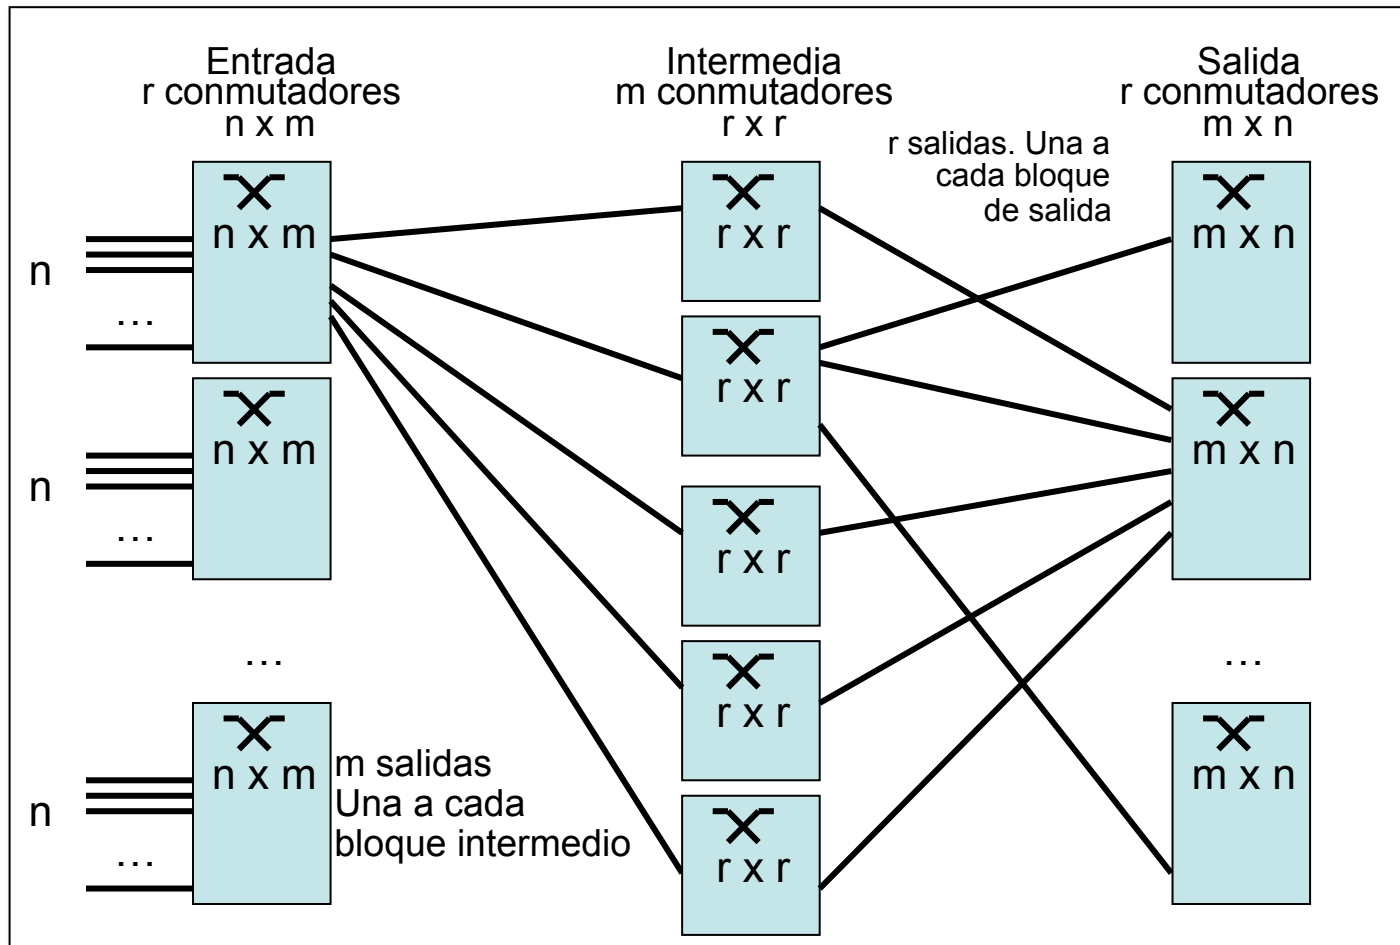 Entrada
r conmutadores
n x m
Intermedia
m conmutadores
r x r
Salida
r conmutadores
m x n
r salidas. Una a
cada bloque
de salida
n x m
n
...
n x m
n
...
...
n x m
n
...
m salidas
Una a cada
bloque intermedio
r x r
r x r
r x r
r x r
r x r
m x n
m x n
...
m x n